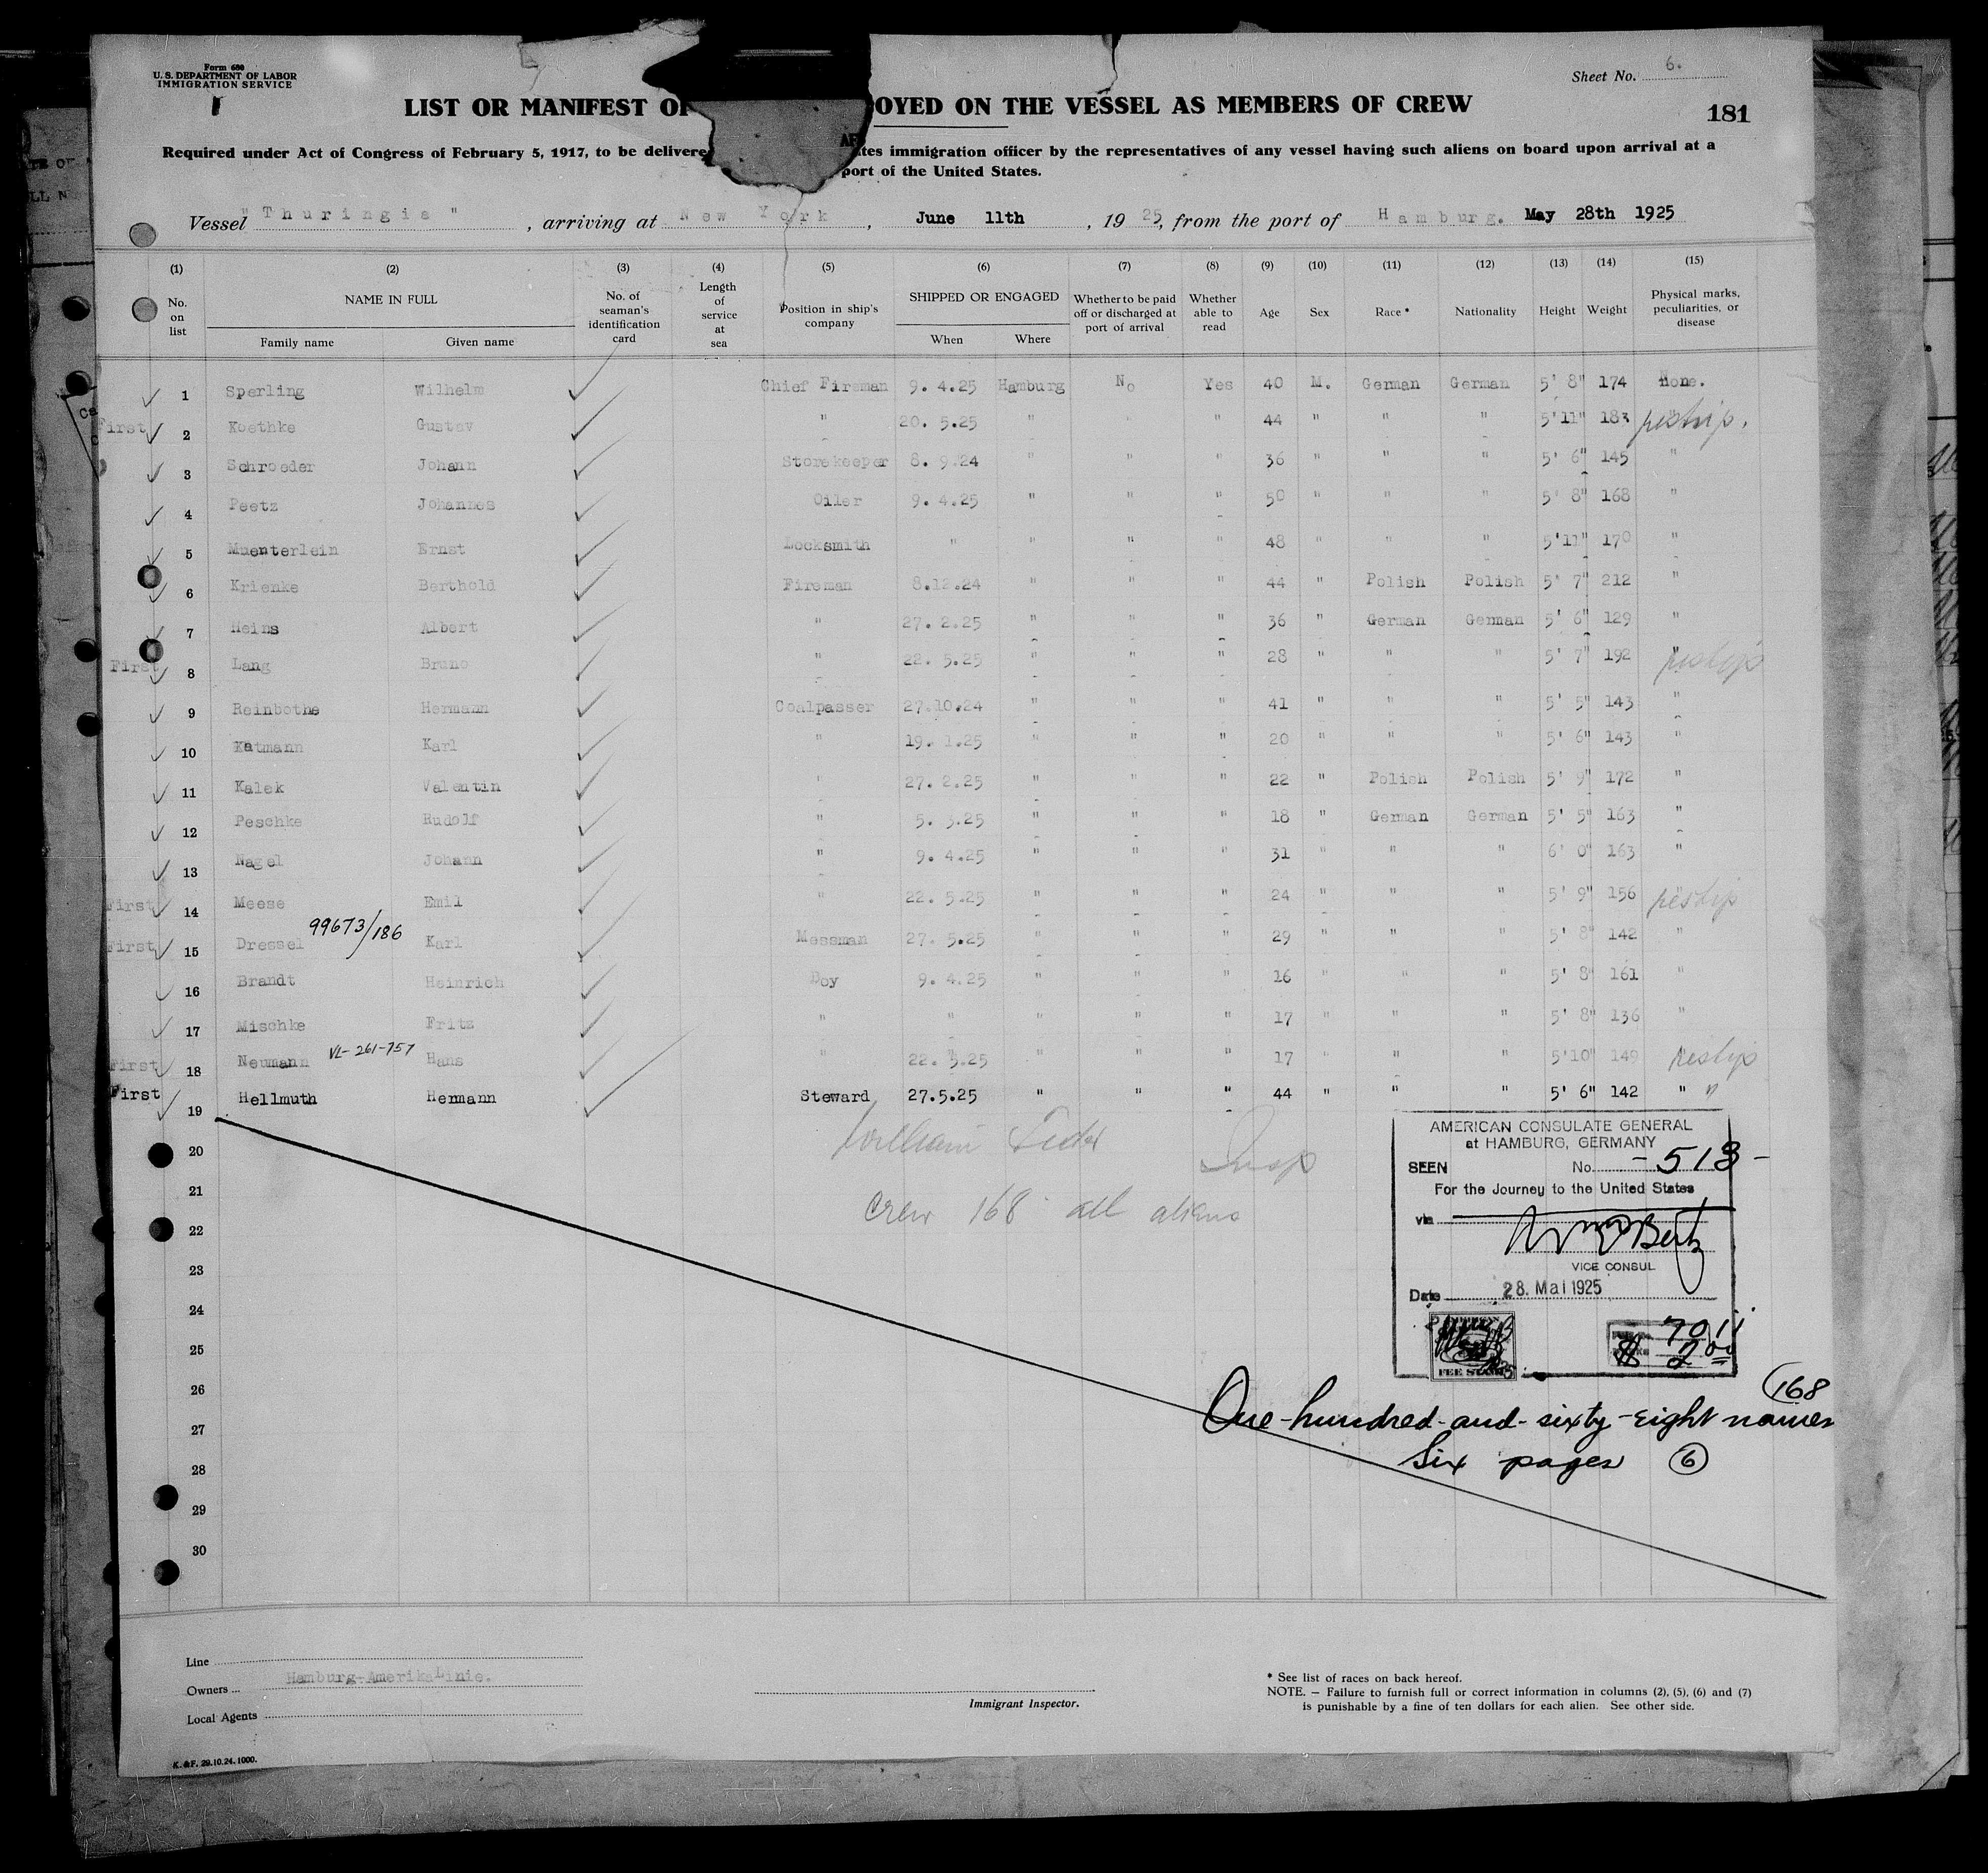 Form 680
U. S. DEPARTMENT OF LABOR
IMMIGRATION SERVICE
Sheet No. 6.
LIST OR MANIFEST OF OYED ON THE VESSEL AS MEMBERS OF CREW
181
Required under Act of Congress of February 5, 1917, to be delivere tes immigration officer by the representatives of any vessel having such aliens on board upon arrival at a
port of the United States.
Vessel "Thuringia", arriving at New York, June 11th, 1925, from the port of Hamburg. May 28th 1925
(1) (2) (3) (4) (5) (6) (7) (8) (9) (10) (11) (12) (13) (14) (15)
No. on list NAME IN FULL Family name Given name No. of seaman's identification card Length of service at sea Position in ship's company SHIPPED OR ENGAGED When Where Whether to be paid off or discharged at port of arrival Whether able to read Age Sex Race* Nationality Height Weight Physical marks, peculiarities, or disease
1 Sperling Wilhelm Chief Fireman 9. 4.25 Hamburg No Yes 40 M. German German 5' 8" 174 None.
First 2 Koethke Gustav " 20. 5.25 " " " 44 " " " 5'11" 183
3 Schroeder Johann Storekeeper 8. 9.24 " " " 36 " " " 5' 6" 145 "
4 Peetz Johannes Oiler 9. 4.25 " " " 50 " " " 5' 8" 168 "
5 Muenterlein Ernst Locksmith " " " " 48 " " " 5'11" 170 "
6 Krienke Berthold Fireman 8.12.24 " " " 44 " Polish Polish 5' 7" 212 "
7 Heins Albert " 27. 2.25 " " " 36 " German German 5' 6" 129 "
First 8 Lang Bruno " 22. 5.25 " " " 28 " " " 5' 7" 192 "
9 Reinbothe Hermann Coalpasser 27.10.24 " " " 41 " " " 5' 5" 143 "
10 Katmann Karl " 19. 1.25 " " " 20 " " " 5' 6" 143 "
11 Kalek Valentin " 27. 2.25 " " " 22 " Polish Polish 5' 9" 172 "
12 Peschke Rudolf " 5. 3.25 " " " 18 " German German 5' 5" 163 "
13 Nagel Johann " 9. 4.25 " " " 31 " " " 6' 0" 163 "
First 14 Meese Emil " 22. 5.25 " " " 24 " " " 5' 9" 156 "
First 15 Dressel 99673/186 Karl Messman 27. 5.25 " " " 29 " " " 5' 8" 142 "
16 Brandt Heinrich Boy 9. 4.25 " " " 16 " " " 5' 8" 161 "
17 Mischke Fritz " " " " " 17 " " " 5' 8" 136 "
First 18 Neumann VL-261-757 Hans " 22. 5.25 " " " 17 " " " 5'10" 149
First 19 Hellmuth Hermann Steward 27.5.25 " " " 44 " " " 5' 6" 142 " "
20
21
22
23
24
25
26
27
28
29
30
William Insp
Crew 168 all aliens
AMERICAN CONSULATE GENERAL
at HAMBURG, GERMANY
SEEN No. -513-
For the Journey to the United States
via
VICE CONSUL
Date 28. Mai 1925
7011
$ 2.00
FEE STAMP
(168
One-hundred-and-sixty-eight names
Six pages 6
Line
Owners Hamburg-Amerika Linie.
Local Agents
Immigrant Inspector.
* See list of races on back hereof.
NOTE. — Failure to furnish full or correct information in columns (2), (5), (6) and (7)
is punishable by a fine of ten dollars for each alien. See other side.
K. & F. 29.10.24. 1000.